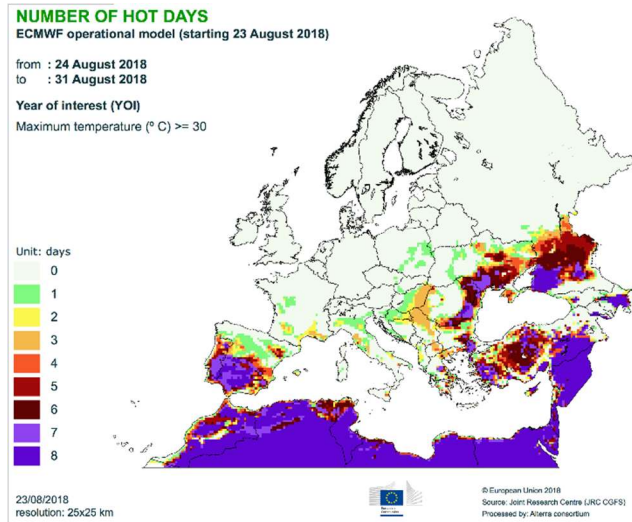 NUMBER OF HOT DAYS
ECMWF operational model (starting 23 August 2018)
from : 24 August 2018
to : 31 August 2018
Year of interest (YOI)
Maximum temperature (º C) >= 30
Unit: days
0
1
2
3
4
5
6
7
8
23/08/2018
resolution: 25x25 km
© European Union 2018
Source: Joint Research Centre (JRC CGFS)
Processed by: Alterra consortium